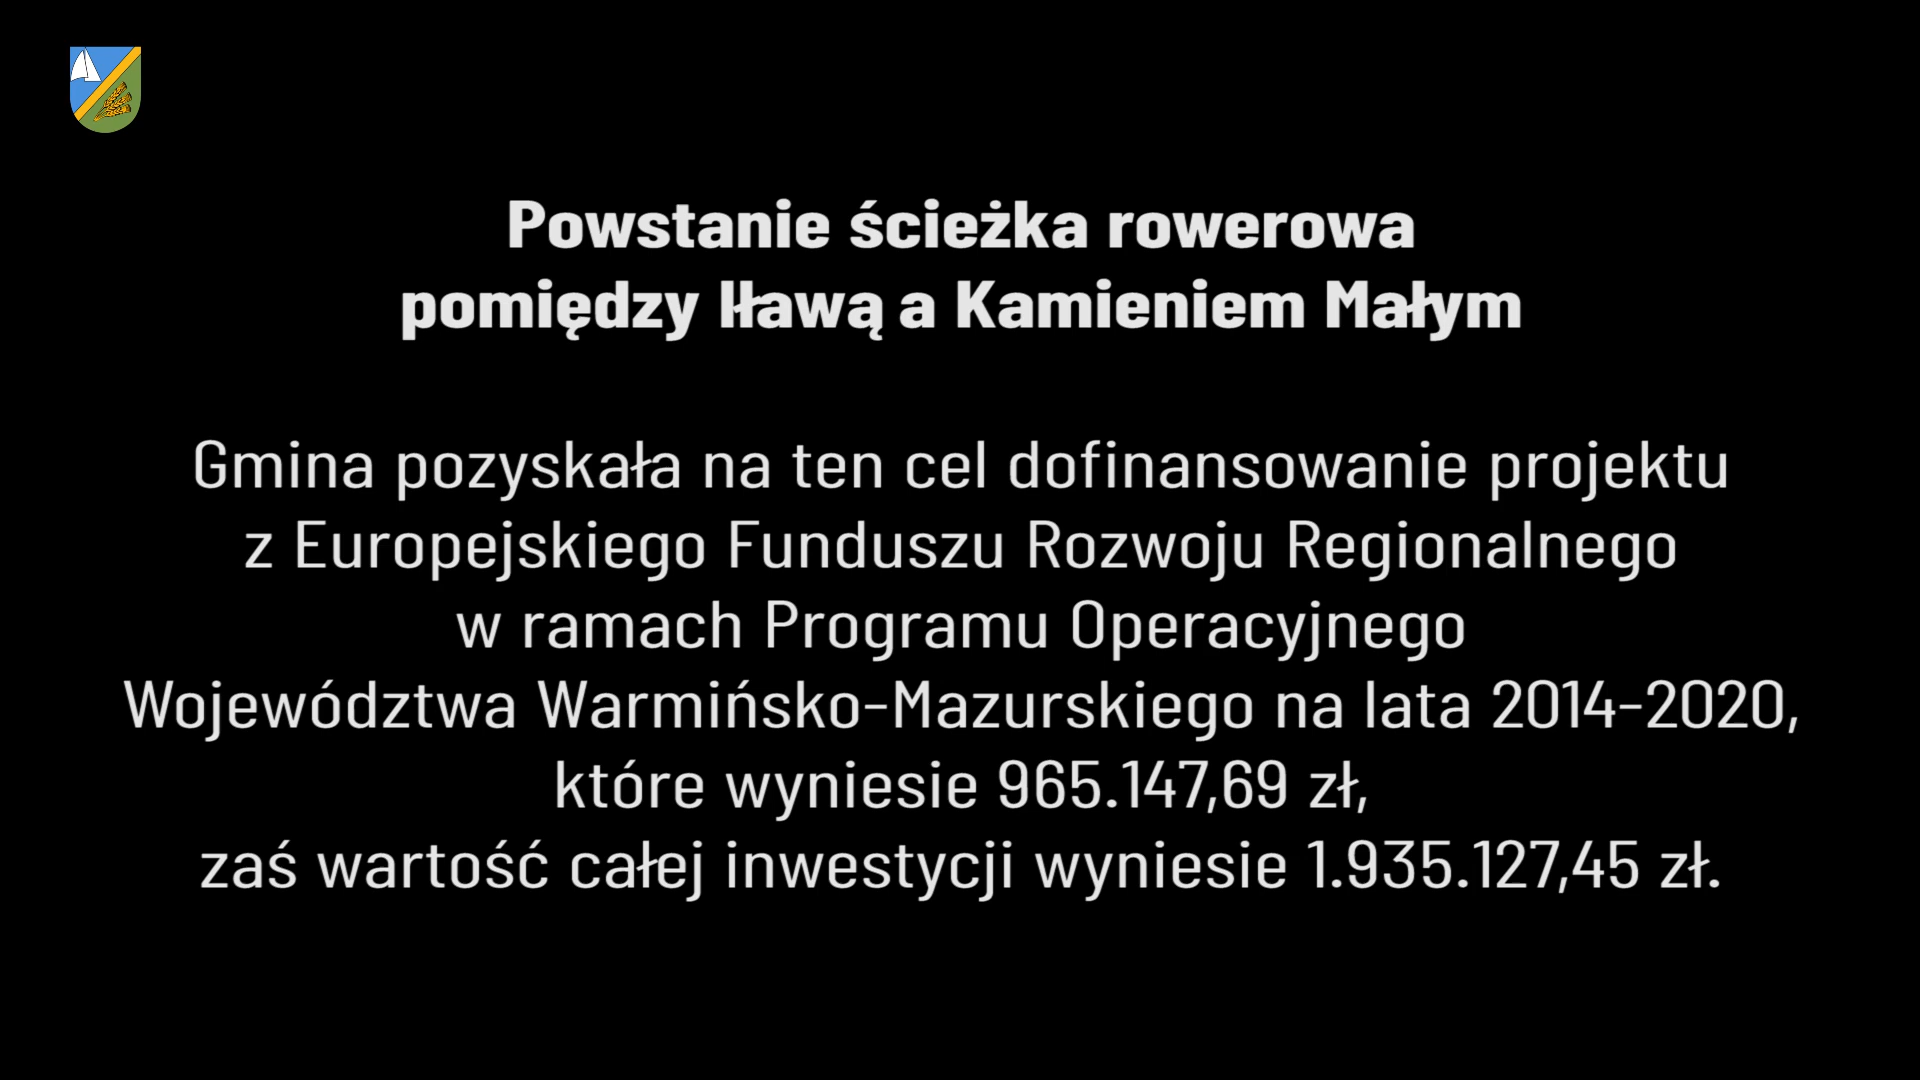 Powstanie ścieżka rowerowa
pomiędzy Iławą a Kamieniem Małym
Gmina pozyskała na ten cel dofinansowanie projektu
z Europejskiego Funduszu Rozwoju Regionalnego
w ramach Programu Operacyjnego
Województwa Warmińsko-Mazurskiego na lata 2014-2020,
które wyniesie 965.147,69 zł,
zaś wartość całej inwestycji wyniesie 1.935.127,45 zł.